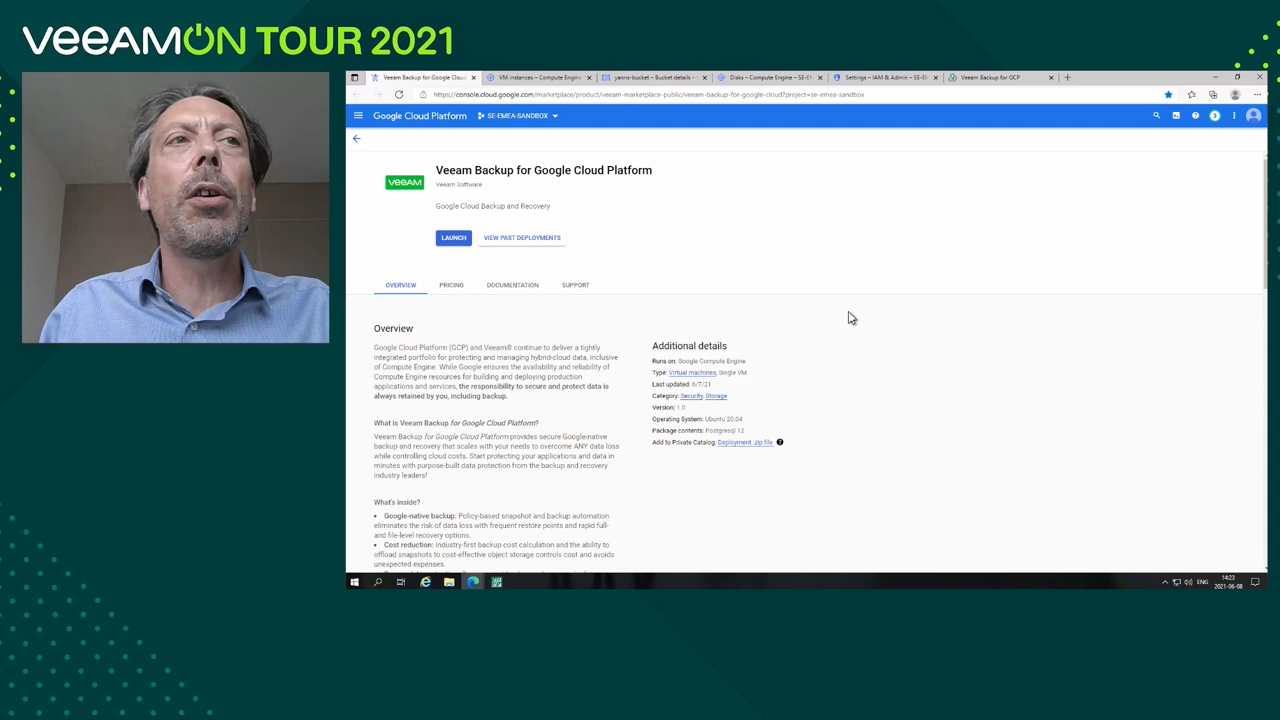 veeAMON TOUR 2021
Veeam Backup for Google Cloud
VM instances – Compute Engine
yanns-bucket – Bucket details –
Disks – Compute Engine – SE-E
Settings – IAM & Admin – SE-E
Veeam Backup for GCP
https://console.cloud.google.com/marketplace/product/veeam-marketplace-public/veeam-backup-for-google-cloud?project=se-emea-sandbox
Google Cloud Platform
SE-EMEA-SANDBOX
3
veeAM
Veeam Backup for Google Cloud Platform
Veeam Software
Google Cloud Backup and Recovery
LAUNCH
VIEW PAST DEPLOYMENTS
OVERVIEW
PRICING
DOCUMENTATION
SUPPORT
Overview
Google Cloud Platform (GCP) and Veeam® continue to deliver a tightly
integrated portfolio for protecting and managing hybrid-cloud data, inclusive
of Compute Engine. While Google ensures the availability and reliability of
Compute Engine resources for building and deploying production
applications and services, the responsibility to secure and protect data is
always retained by you, including backup.
What is Veeam Backup for Google Cloud Platform?
Veeam Backup for Google Cloud Platform provides secure Google-native
backup and recovery that scales with your needs to overcome ANY data loss
while controlling cloud costs. Start protecting your applications and data in
minutes with purpose-built data protection from the backup and recovery
industry leaders!
What's inside?
• Google-native backup: Policy-based snapshot and backup automation
eliminates the risk of data loss with frequent restore points and rapid full-
and file-level recovery options.
• Cost reduction: Industry-first backup cost calculation and the ability to
offload snapshots to cost-effective object storage controls cost and avoids
unexpected expenses.
Additional details
Runs on: Google Compute Engine
Type: Virtual machines, Single VM
Last updated: 6/7/21
Category: Security Storage
Version: 1.0
Operating System: Ubuntu 20.04
Package contents: Postgresql 12
Add to Private Catalog: Deployment .zip file
ENG
14:23
2021-06-08